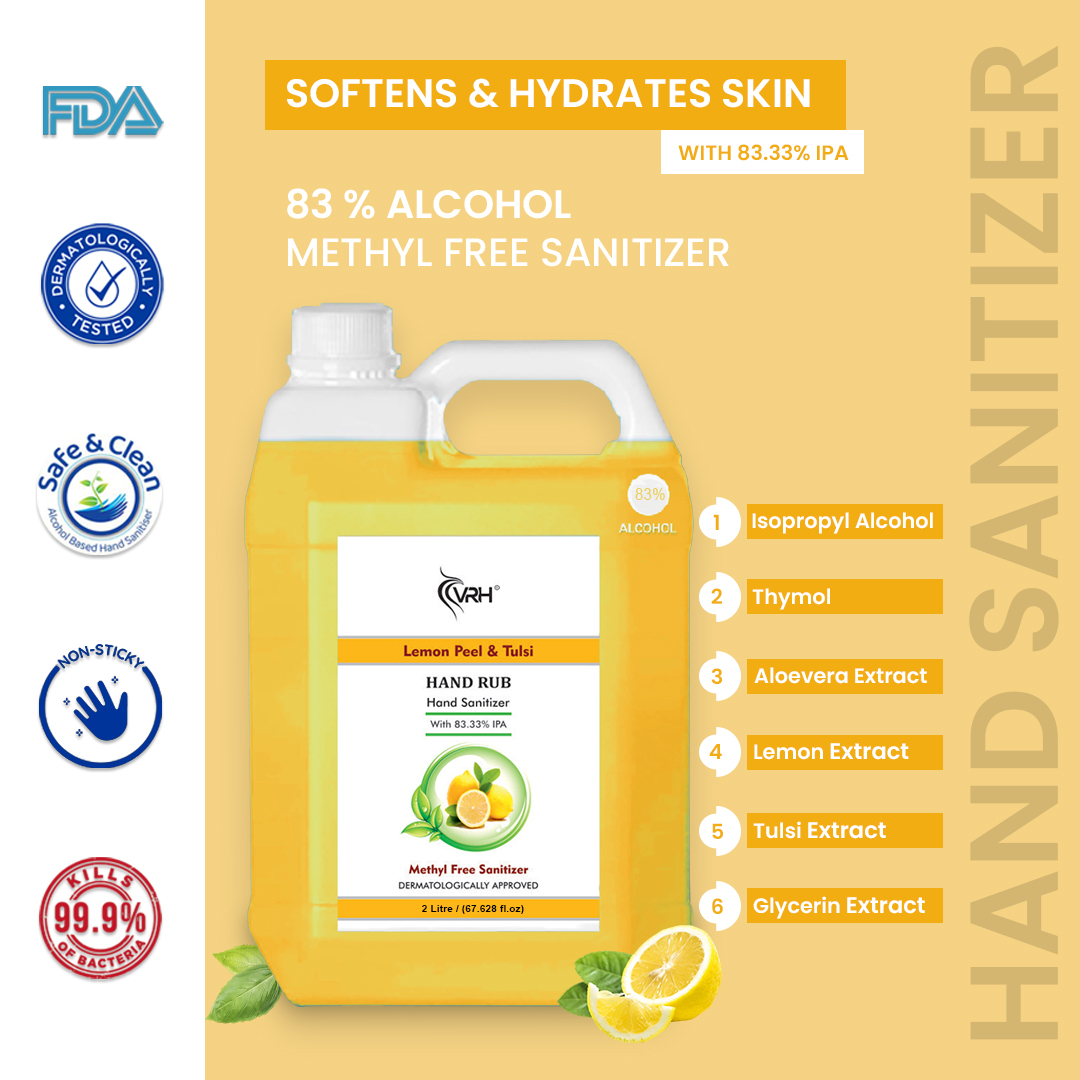 FDA
DERMATOLOGICALLY
TESTED
Safe & Clean
Alcohol Based Hand Sanitiser
NON-STICKY
KILLS
99.9%
OF BACTERIA
SOFTENS & HYDRATES SKIN
WITH 83.33% IPA
83 % ALCOHOL
METHYL FREE SANITIZER
83%
ALCOHOL
VRH©
Lemon Peel & Tulsi
HAND RUB
Hand Sanitizer
With 83.33% IPA
Methyl Free Sanitizer
DERMATOLOGICALLY APPROVED
2 Litre / (67.628 fl.oz)
1 Isopropyl Alcohol
2 Thymol
3 Aloevera Extract
4 Lemon Extract
5 Tulsi Extract
6 Glycerin Extract
HAND SANITIZER